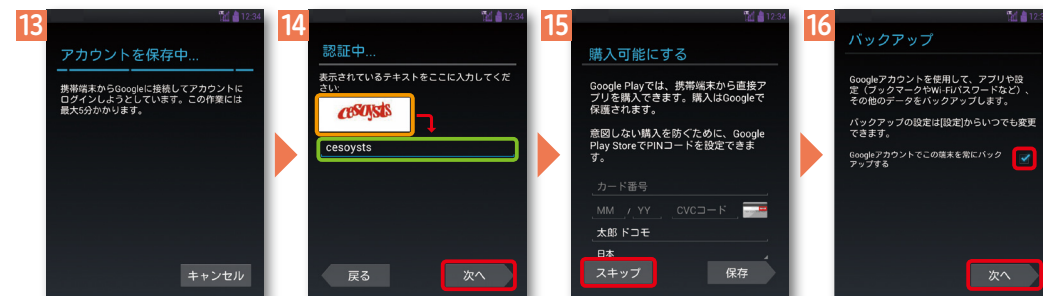 13
12:34
アカウントを保存中...
携帯端末からGoogleに接続してアカウントに
ログインしようとしています。この作業には
最大5分かかります。
キャンセル
14
12:34
認証中...
表示されているテキストをここに入力してくだ
さい:
cesoysts
cesoysts
戻る
次へ
15
12:34
購入可能にする
Google Playでは、携帯端末から直接ア
プリを購入できます。購入はGoogleで
保護されます。
意図しない購入を防ぐために、Google
Play StoreでPINコードを設定できま
す。
カード番号
MM / YY CVCコード
太郎 ドコモ
日本
スキップ
保存
16
バックアップ
Googleアカウントを使用して、アプリや設
定（ブックマークやWi-Fiパスワードなど）、
その他のデータをバックアップします。
バックアップの設定は[設定]からいつでも変更
できます。
Googleアカウントでこの端末を常にバック
アップする
次へ